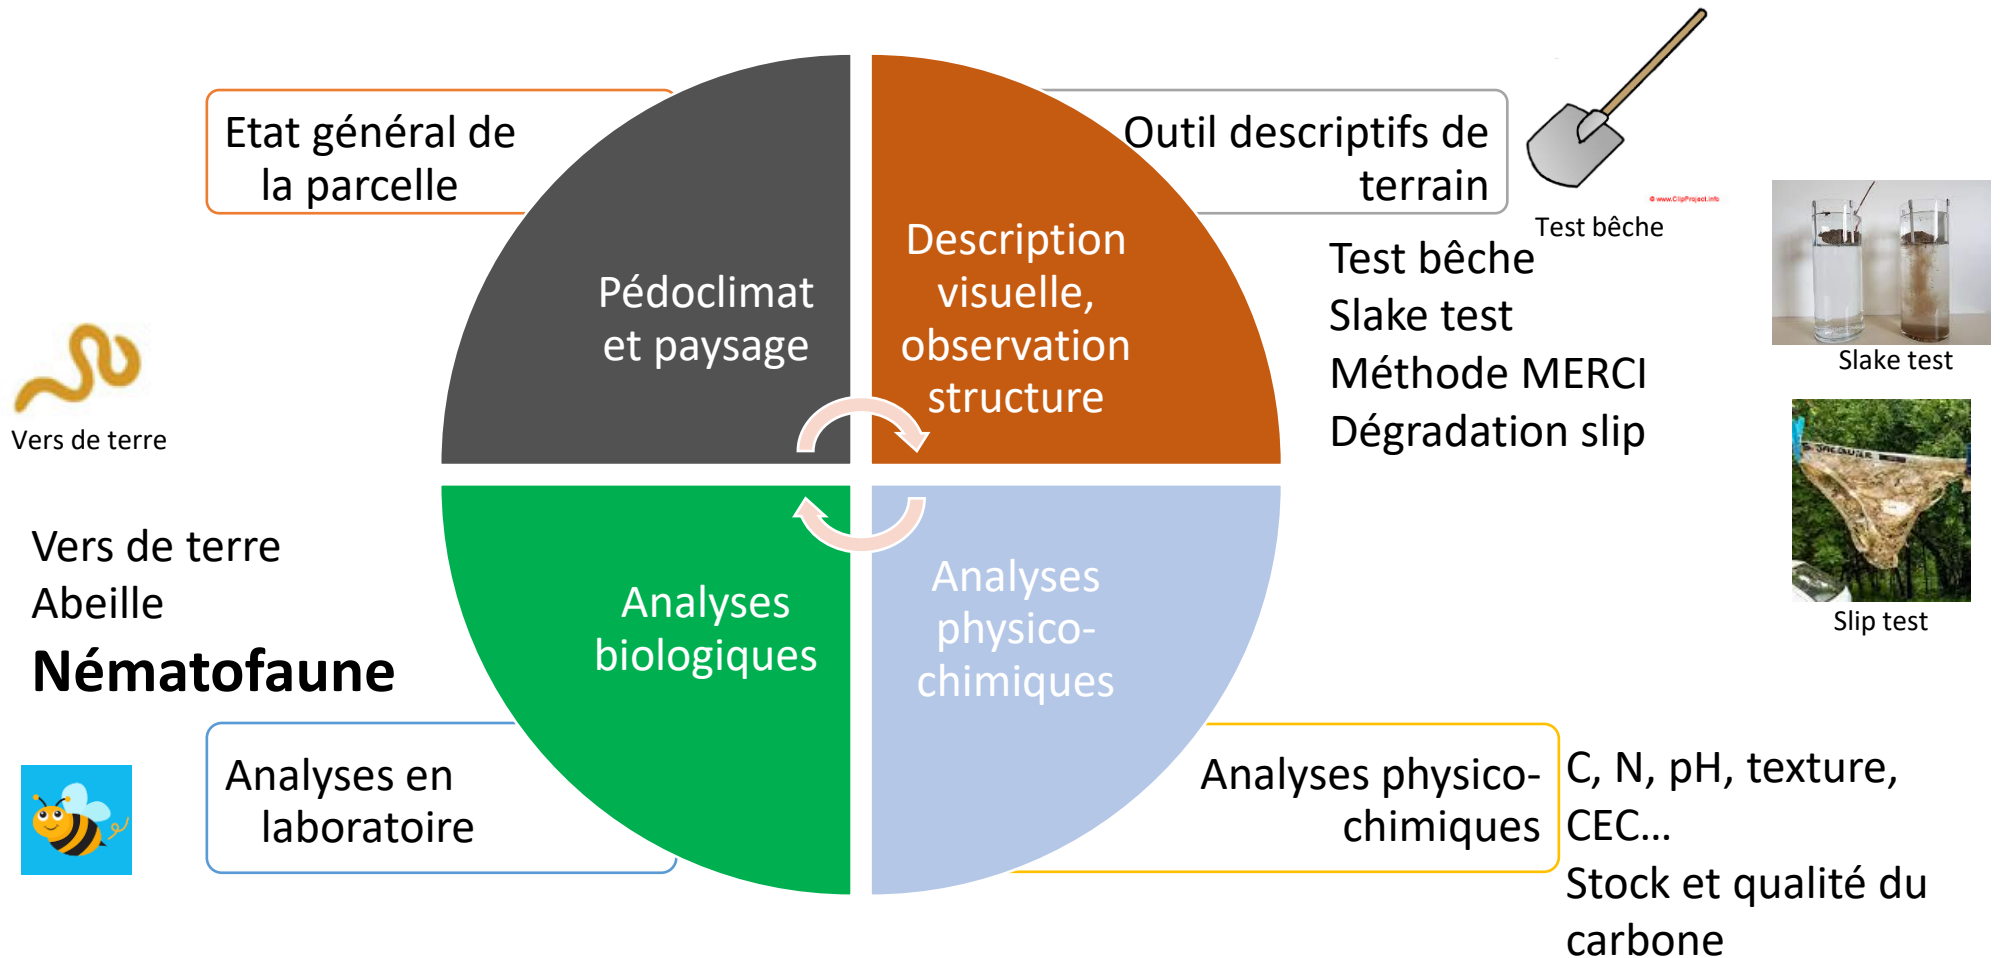 Etat général de
la parcelle
Pédoclimat
et paysage
Description
visuelle,
observation
structure
Outil descriptifs de
terrain
© www.ClipProject.info
Test bêche
Test bêche
Slake test
Méthode MERCI
Dégradation slip
Slake test
Slip test
Vers de terre
Vers de terre
Abeille
Nématofaune
Analyses
biologiques
Analyses
physico-
chimiques
Analyses en
laboratoire
Analyses physico-
chimiques
C, N, pH, texture,
CEC…
Stock et qualité du
carbone